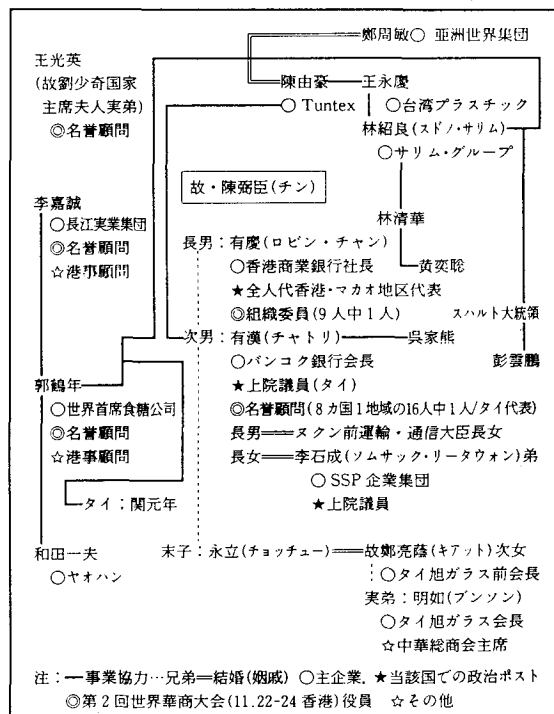 鄭周敏○ 亜洲世界集団
王光英
(故劉少奇国家
主席夫人実弟)
◎名誉顧問
陳由豪
王永慶
○ Tuntex
○台湾プラスチック
林紹良(スドノ・サリム)
○サリム・グループ
故・陳弼臣(チン)
李嘉誠
○長江実業集団
◎名誉顧問
☆港事顧問
林清華
長男:有慶(ロビン・チャン)
○香港商業銀行社長
黄奕聡
★全人代香港・マカオ地区代表
◎組織委員(9人中1人)
スハルト大統領
次男:有漢(チャトリ)
呉家熊
○バンコク銀行会長
彭雲鵬
★上院議員(タイ)
郭鶴年
○世界首席食糖公司
◎名誉顧問
☆港事顧問
◎名誉顧問(8カ国1地域の16人中1人/タイ代表)
長男══ヌクン前運輸・通信大臣長女
長女══李石成(ソムサック・リータウォン)弟
○SSP企業集団
★上院議員
タイ:関元年
和田一夫
○ヤオハン
末子:永立(チョッチュー)══故鄭亮蔭(キアット)次女
○タイ旭ガラス前会長
実弟:明如(ブンソン)
○タイ旭ガラス会長
☆中華総商会主席
注:―事業協力…兄弟═結婚(姻戚) ○主企業 ★当該国での政治ポスト
◎第2回世界華商大会(11.22-24香港)役員 ☆その他